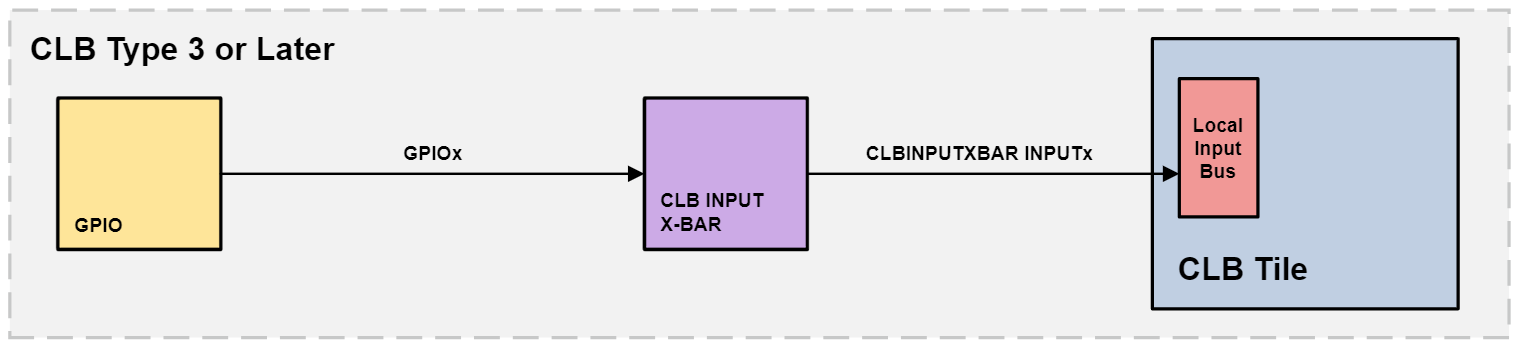 CLB Type 3 or Later
GPIO
GPIOx
CLB INPUT
X-BAR
CLBINPUTXBAR INPUTx
Local
Input
Bus
CLB Tile